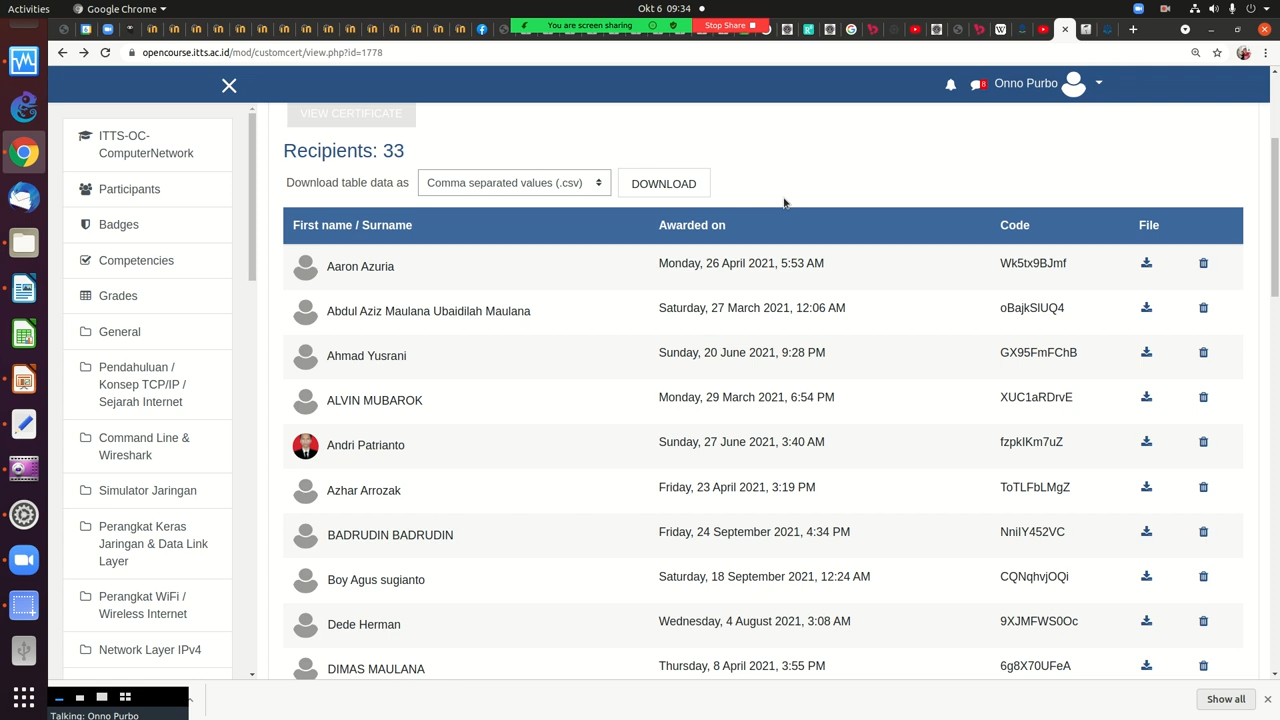 Google Chrome
Okt 6 09:34
You are screen sharing
Stop Share
opencourse.itts.ac.id/mod/customcert/view.php?id=1778
8
Onno Purbo
VIEW CERTIFICATE
ITTS-OC-
ComputerNetwork
Participants
Badges
Competencies
Grades
General
Pendahuluan /
Konsep TCP/IP /
Sejarah Internet
Command Line &
Wireshark
Simulator Jaringan
Perangkat Keras
Jaringan & Data Link
Layer
Perangkat WiFi /
Wireless Internet
Network Layer IPv4
Recipients: 33
Download table data as
Comma separated values (.csv)
DOWNLOAD
First name / Surname Awarded on Code File
Aaron Azuria Monday, 26 April 2021, 5:53 AM Wk5tx9BJmf
Abdul Aziz Maulana Ubaidilah Maulana Saturday, 27 March 2021, 12:06 AM oBajkSlUQ4
Ahmad Yusrani Sunday, 20 June 2021, 9:28 PM GX95FmFChB
ALVIN MUBAROK Monday, 29 March 2021, 6:54 PM XUC1aRDrvE
Andri Patrianto Sunday, 27 June 2021, 3:40 AM fzpkIKm7uZ
Azhar Arrozak Friday, 23 April 2021, 3:19 PM ToTLFbLMgZ
BADRUDIN BADRUDIN Friday, 24 September 2021, 4:34 PM NniIY452VC
Boy Agus sugianto Saturday, 18 September 2021, 12:24 AM CQNqhvjOQi
Dede Herman Wednesday, 4 August 2021, 3:08 AM 9XJMFWS0Oc
DIMAS MAULANA Thursday, 8 April 2021, 3:55 PM 6g8X70UFeA
Show all
Talking: Onno Purbo